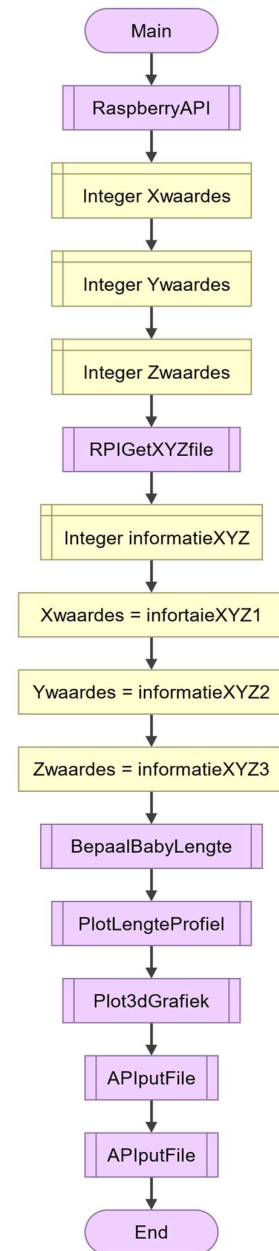 Main
RaspberryAPI
Integer Xwaardes
Integer Ywaardes
Integer Zwaardes
RPIGetXYZfile
Integer informatieXYZ
Xwaardes = infortaieXYZ1
Ywaardes = informatieXYZ2
Zwaardes = informatieXYZ3
BepaalBabyLengte
PlotLengteProfiel
Plot3dGrafiek
APIputFile
APIputFile
End